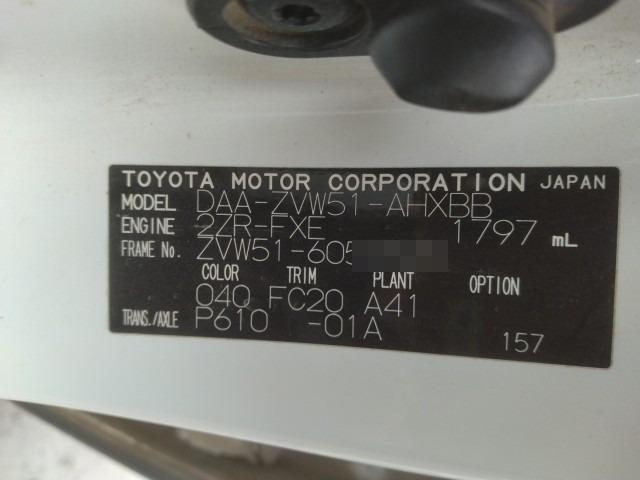 TOYOTA MOTOR CORPORATION JAPAN
MODEL DAA-ZVW51-AHXBB
ENGINE 2ZR-FXE 1797 mL
FRAME No. ZVW51-605
COLOR TRIM PLANT OPTION
040 FC20 A41
TRANS./AXLE P610 -01A
157